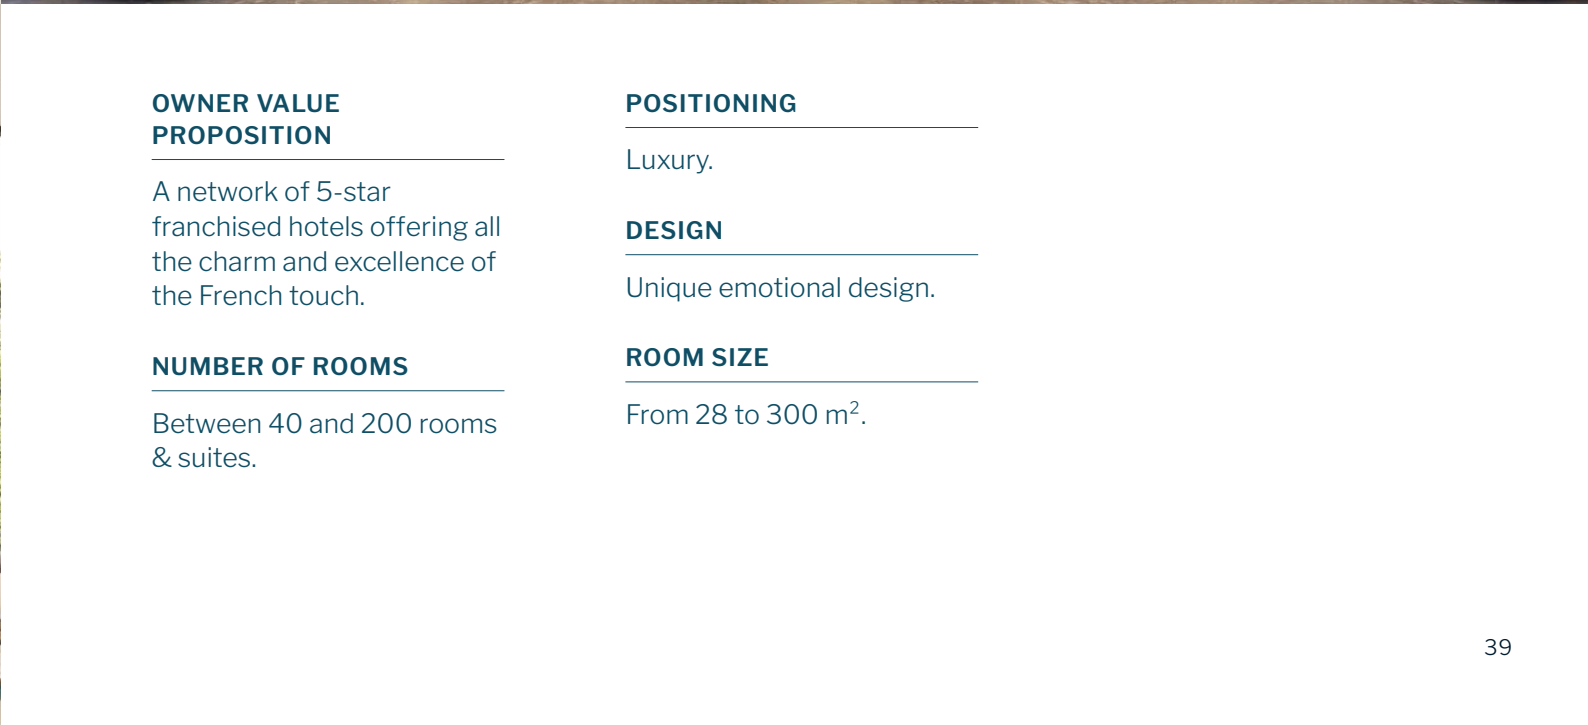 OWNER VALUE
PROPOSITION
A network of 5-star
franchised hotels offering all
the charm and excellence of
the French touch.
NUMBER OF ROOMS
Between 40 and 200 rooms
& suites.
POSITIONING
Luxury.
DESIGN
Unique emotional design.
ROOM SIZE
From 28 to 300 m².
39